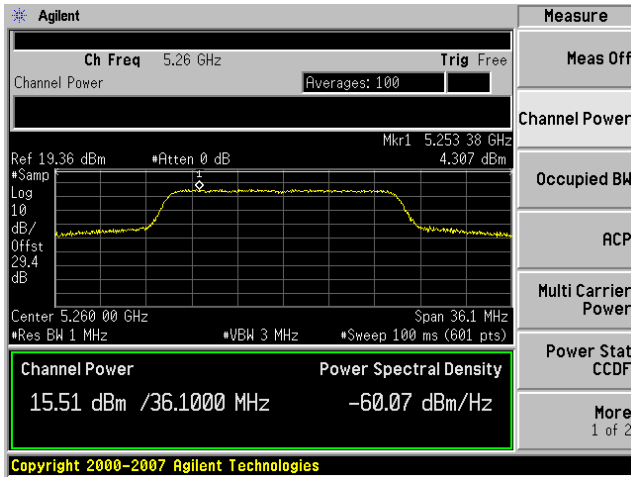 Agilent
Measure
Ch Freq 5.26 GHz Trig Free
Channel Power Averages: 100
Meas Off
Channel Power
Mkr1 5.253 38 GHz
Ref 19.36 dBm #Atten 0 dB 4.307 dBm
#Samp
Log
10
dB/
Offst
29.4
dB
1
Occupied BW
ACP
Multi Carrier
Power
Center 5.260 00 GHz Span 36.1 MHz
#Res BW 1 MHz #VBW 3 MHz #Sweep 100 ms (601 pts)
Power Stat
CCDF
Channel Power Power Spectral Density
15.51 dBm /36.1000 MHz -60.07 dBm/Hz
More
1 of 2
Copyright 2000-2007 Agilent Technologies